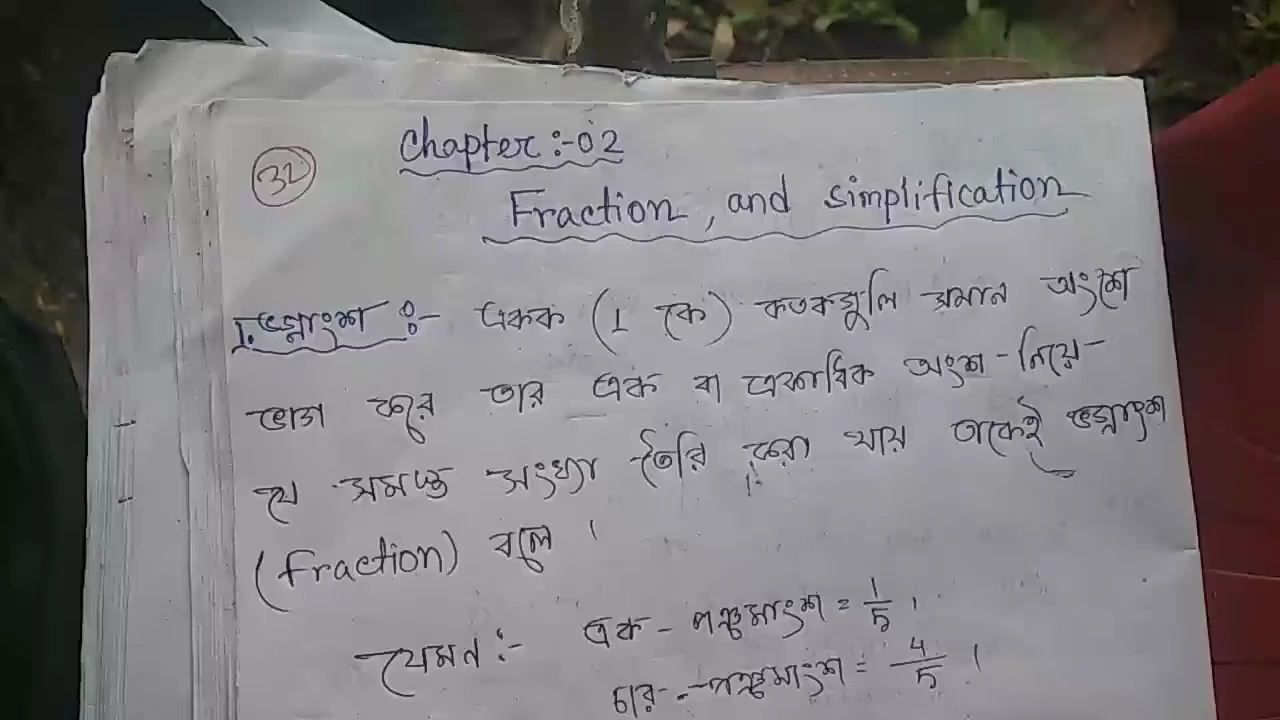 32
Chapter :-02
Fraction, and simplification
1. ভগ্নাংশ :- একক (1 কে) কতকগুলি সমান অংশে
ভাগ করে তার এক বা একাধিক অংশ নিয়ে
যে সমস্ত সংখ্যা তৈরি করা যায় তাকেই ভগ্নাংশ
(fraction) বলে ।
যেমন :- এক - পঞ্চমাংশ = 1/5 ।
চার - পঞ্চমাংশ = 4/5 ।